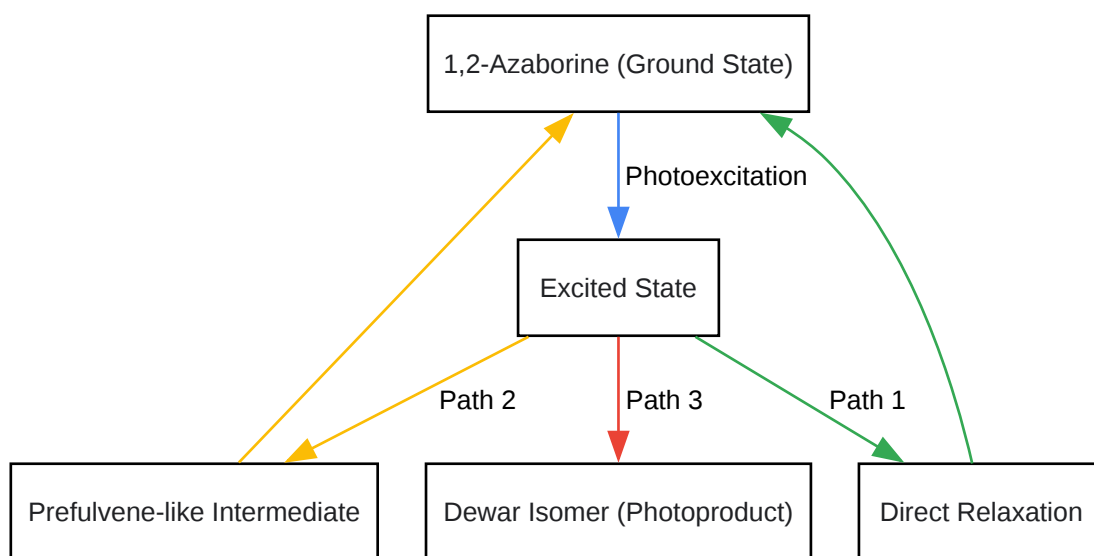 1,2-Azaborine (Ground State)
Photoexcitation
Excited State
Path 2
Path 3
Path 1
Prefulvene-like Intermediate
Dewar Isomer (Photoproduct)
Direct Relaxation